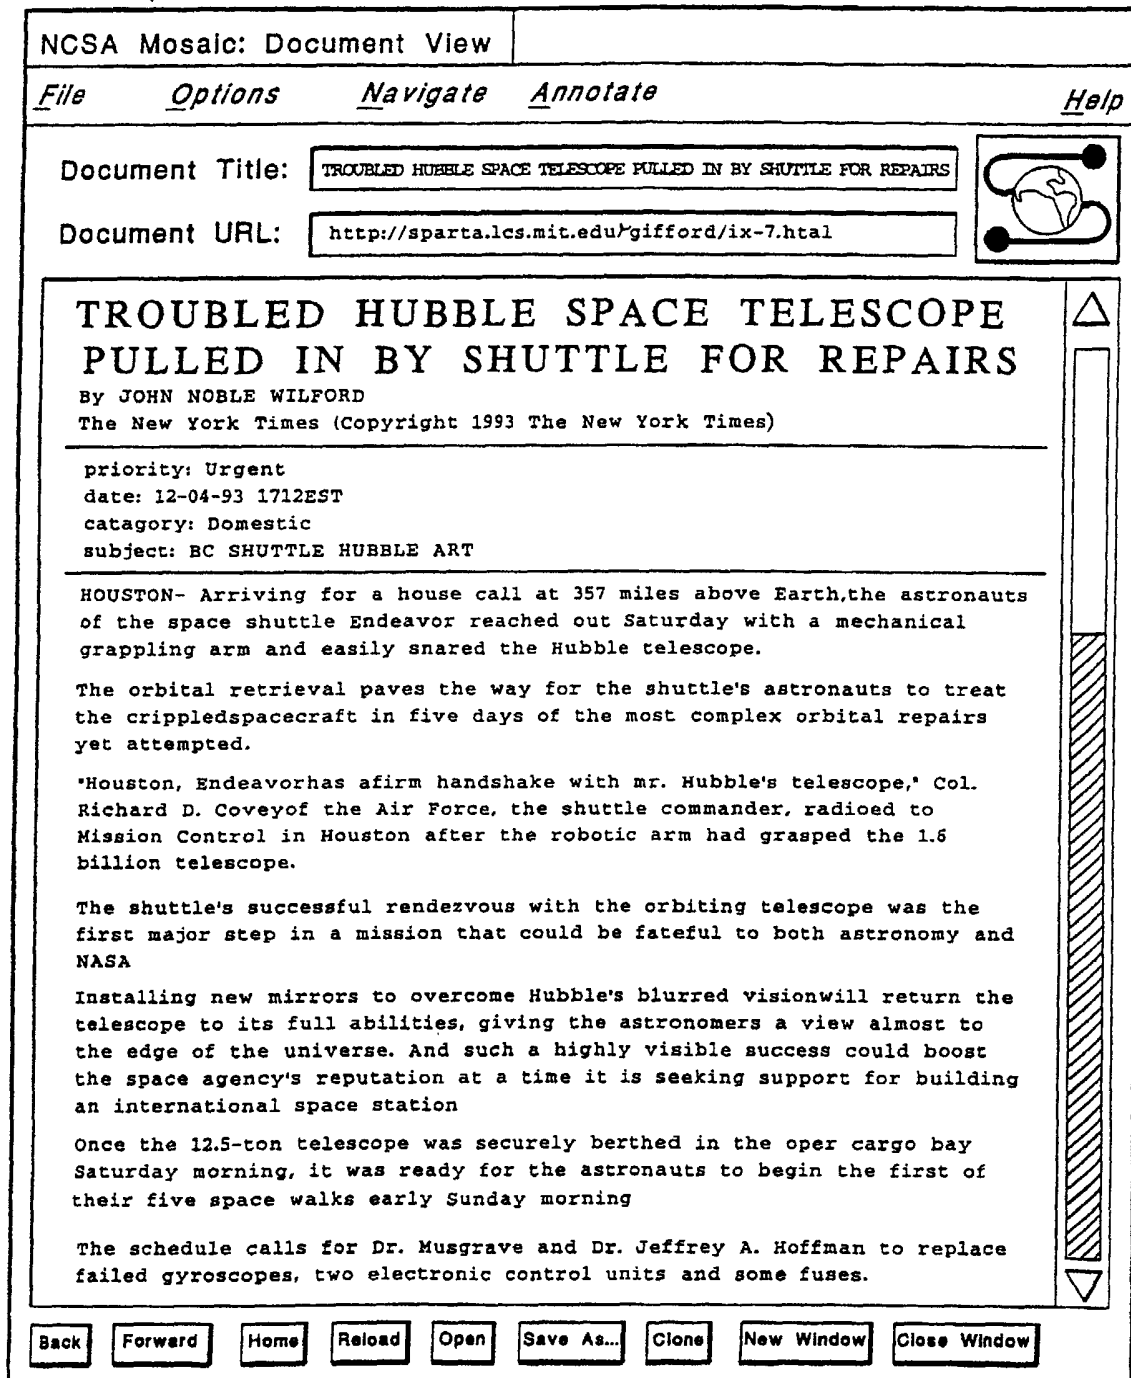 NCSA Mosaic: Document View
File Options Navigate Annotate Help
Document Title: TROUBLED HUBBLE SPACE TELESCOPE PULLED IN BY SHUTTLE FOR REPAIRS
Document URL: http://sparta.lcs.mit.edu/~gifford/ix-7.htal
TROUBLED HUBBLE SPACE TELESCOPE
PULLED IN BY SHUTTLE FOR REPAIRS
By JOHN NOBLE WILFORD
The New York Times (Copyright 1993 The New York Times)
priority: Urgent
date: 12-04-93 1712EST
catagory: Domestic
subject: BC SHUTTLE HUBBLE ART
HOUSTON- Arriving for a house call at 357 miles above Earth,the astronauts
of the space shuttle Endeavor reached out Saturday with a mechanical
grappling arm and easily snared the Hubble telescope.
The orbital retrieval paves the way for the shuttle's astronauts to treat
the crippledspacecraft in five days of the most complex orbital repairs
yet attempted.
"Houston, Endeavorhas afirm handshake with mr. Hubble's telescope," Col.
Richard D. Coveyof the Air Force, the shuttle commander, radioed to
Mission Control in Houston after the robotic arm had grasped the 1.6
billion telescope.
The shuttle's successful rendezvous with the orbiting telescope was the
first major step in a mission that could be fateful to both astronomy and
NASA
Installing new mirrors to overcome Hubble's blurred visionwill return the
telescope to its full abilities, giving the astronomers a view almost to
the edge of the universe. And such a highly visible success could boost
the space agency's reputation at a time it is seeking support for building
an international space station
Once the 12.5-ton telescope was securely berthed in the oper cargo bay
Saturday morning, it was ready for the astronauts to begin the first of
their five space walks early Sunday morning
The schedule calls for Dr. Musgrave and Dr. Jeffrey A. Hoffman to replace
failed gyroscopes, two electronic control units and some fuses.
Back Forward Home Reload Open Save As... Clone New Window Close Window